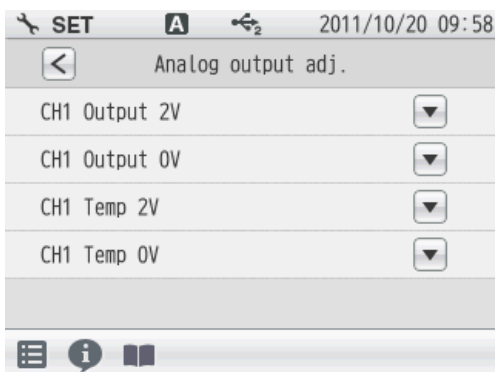 SET A 2 2011/10/20 09:58
Analog output adj.
CH1 Output 2V
CH1 Output 0V
CH1 Temp 2V
CH1 Temp 0V